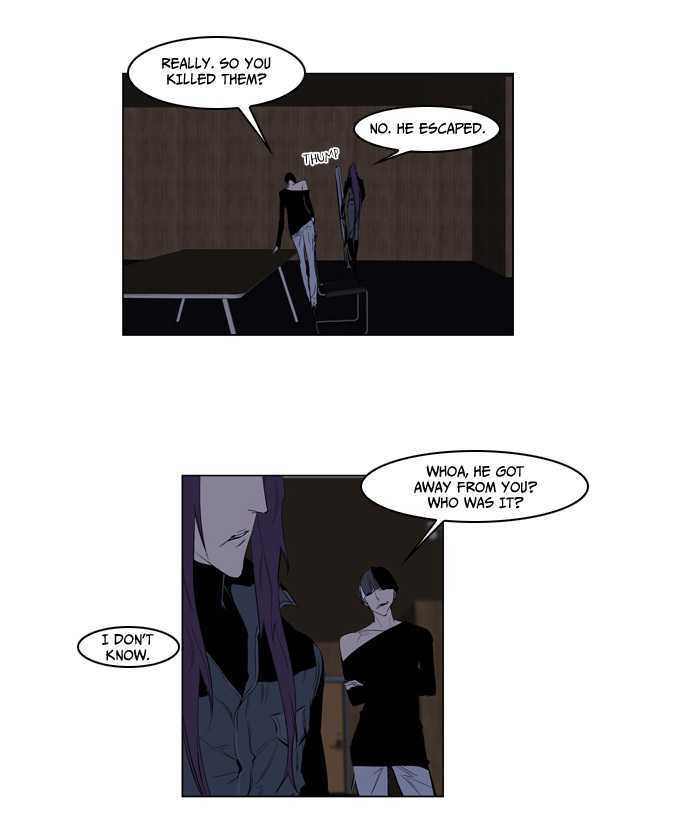 REALLY. SO YOU
KILLED THEM?
NO. HE ESCAPED.
THUMP
WHOA, HE GOT
AWAY FROM YOU?
WHO WAS IT?
I DON'T
KNOW.